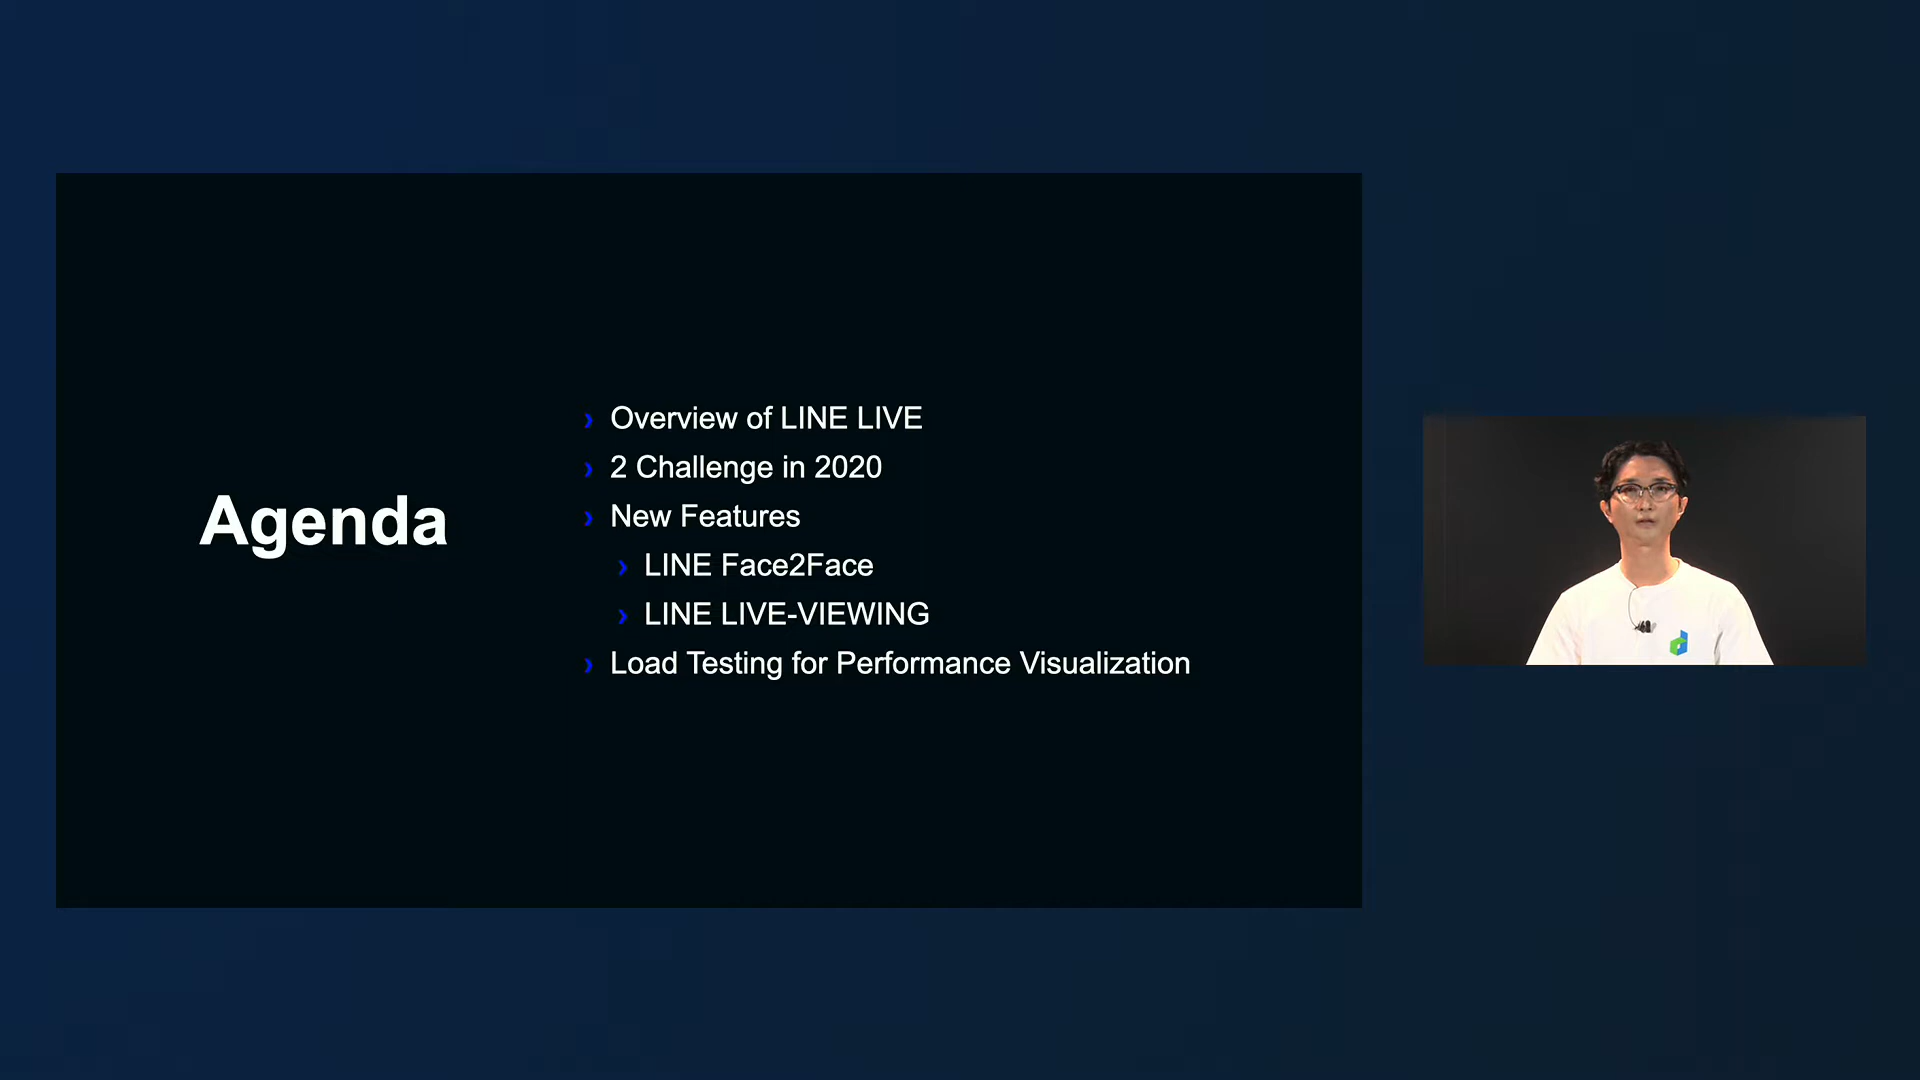 Agenda
› Overview of LINE LIVE
› 2 Challenge in 2020
› New Features
› LINE Face2Face
› LINE LIVE-VIEWING
› Load Testing for Performance Visualization